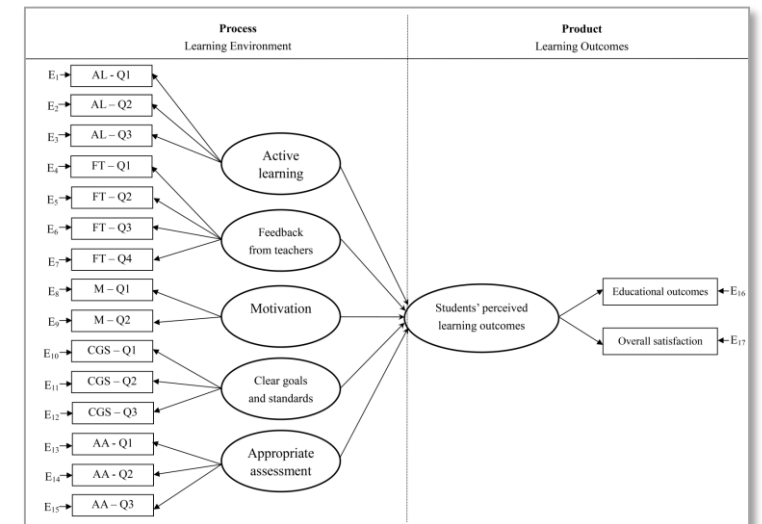 Process
Learning Environment
Product
Learning Outcomes
E1 AL - Q1
E2 AL – Q2
E3 AL – Q3
E4 FT – Q1
E5 FT – Q2
E6 FT – Q3
E7 FT – Q4
E8 M – Q1
E9 M – Q2
E10 CGS – Q1
E11 CGS – Q2
E12 CGS – Q3
E13 AA - Q1
E14 AA - Q2
E15 AA – Q3
Active
learning
Feedback
from teachers
Motivation
Clear goals
and standards
Appropriate
assessment
Students’ perceived
learning outcomes
Educational outcomes E16
Overall satisfaction E17